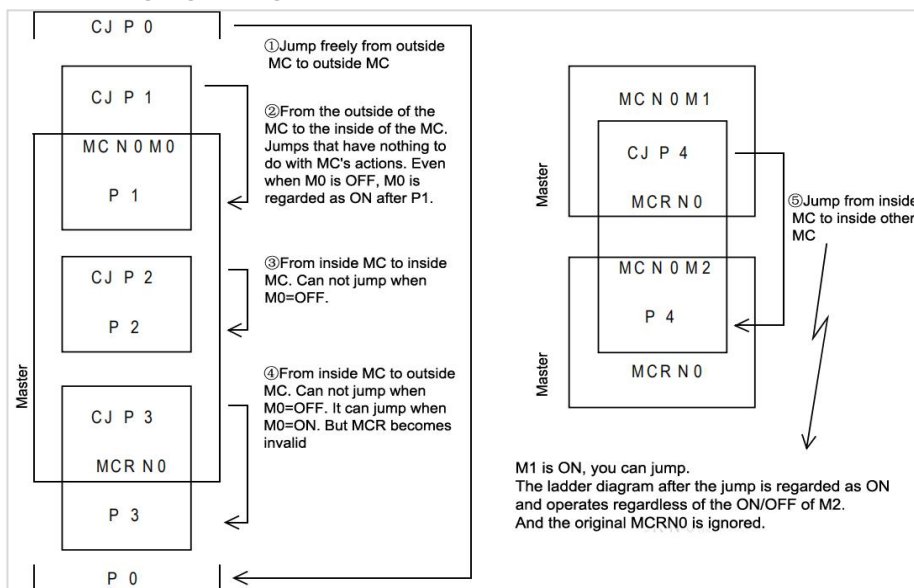 CJ P 0
①Jump freely from outside
MC to outside MC
CJ P 1
②From the outside of the
MC to the inside of the MC.
Jumps that have nothing to
do with MC's actions. Even
when M0 is OFF, M0 is
regarded as ON after P1.
MC N 0 M 0
P 1
CJ P 2
③From inside MC to inside
MC. Can not jump when
M0=OFF.
P 2
Master
④From inside MC to outside
MC. Can not jump when
M0=OFF. It can jump when
M0=ON. But MCR becomes
invalid
CJ P 3
MCR N 0
P 3
P 0
MC N 0 M 1
CJ P 4
MCR N 0
Master
⑤Jump from inside
MC to inside other
MC
MC N 0 M 2
P 4
MCR N 0
Master
M1 is ON, you can jump.
The ladder diagram after the jump is regarded as ON
and operates regardless of the ON/OFF of M2.
And the original MCRN0 is ignored.